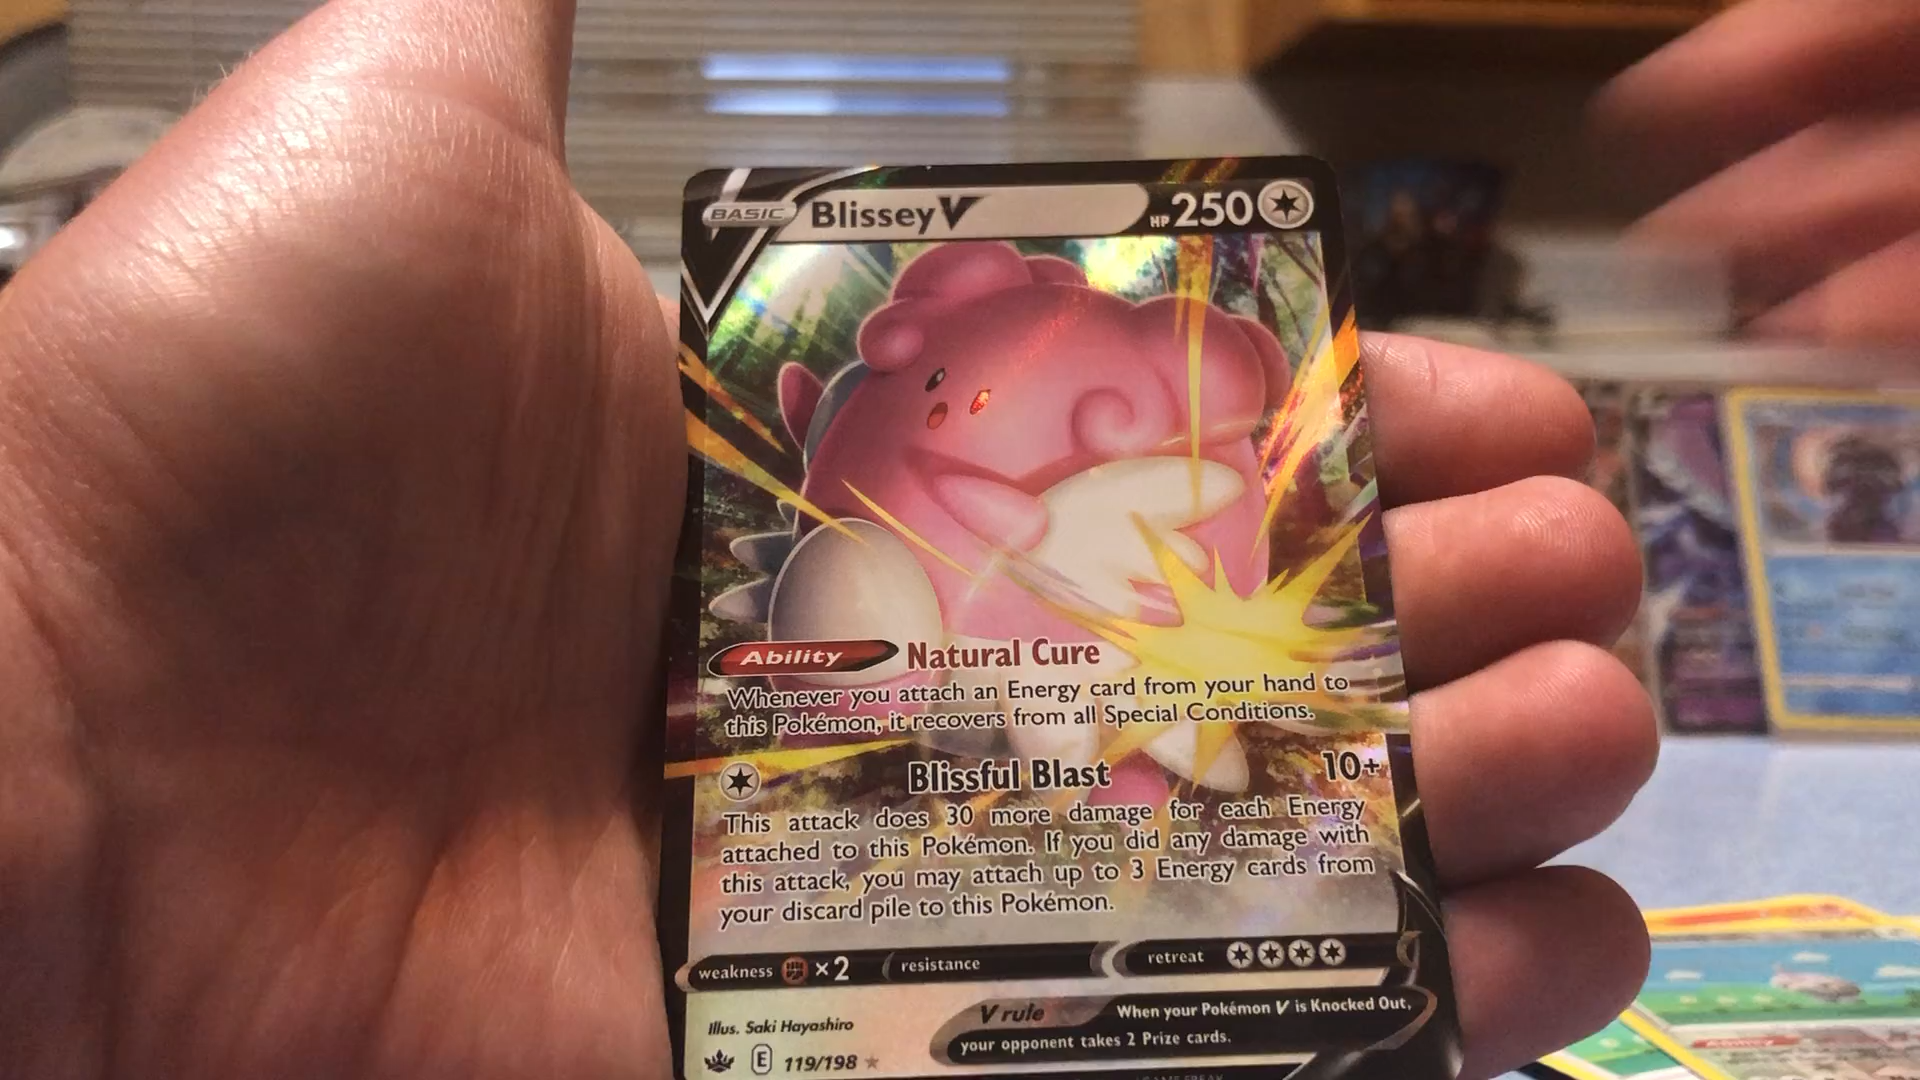 BASIC Blissey V HP 250
Ability Natural Cure
Whenever you attach an Energy card from your hand to
this Pokémon, it recovers from all Special Conditions.
Blissful Blast 10+
This attack does 30 more damage for each Energy
attached to this Pokémon. If you did any damage with
this attack, you may attach up to 3 Energy cards from
your discard pile to this Pokémon.
weakness ×2 resistance retreat
V rule When your Pokémon V is Knocked Out,
your opponent takes 2 Prize cards.
Illus. Saki Hayashiro
E 119/198
Ability